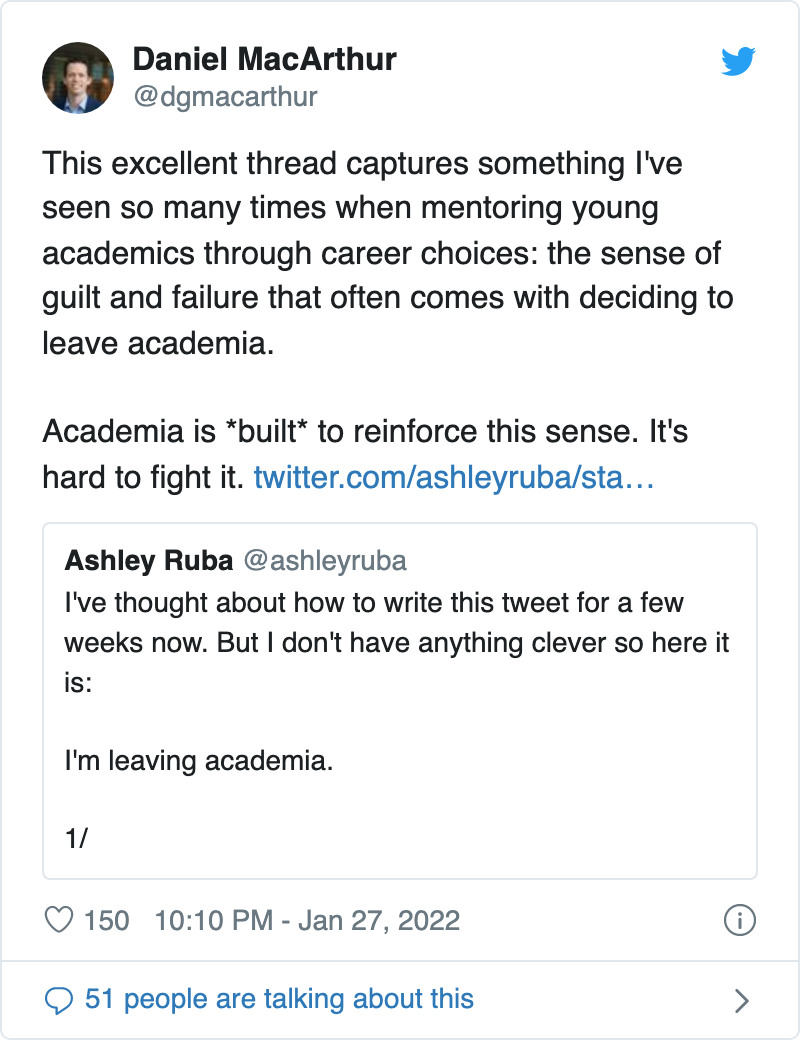 Daniel MacArthur
@dgmacarthur
This excellent thread captures something I've
seen so many times when mentoring young
academics through career choices: the sense of
guilt and failure that often comes with deciding to
leave academia.
Academia is *built* to reinforce this sense. It's
hard to fight it. twitter.com/ashleyruba/sta…
Ashley Ruba @ashleyruba
I've thought about how to write this tweet for a few
weeks now. But I don't have anything clever so here it
is:
I'm leaving academia.
1/
150 10:10 PM - Jan 27, 2022
51 people are talking about this